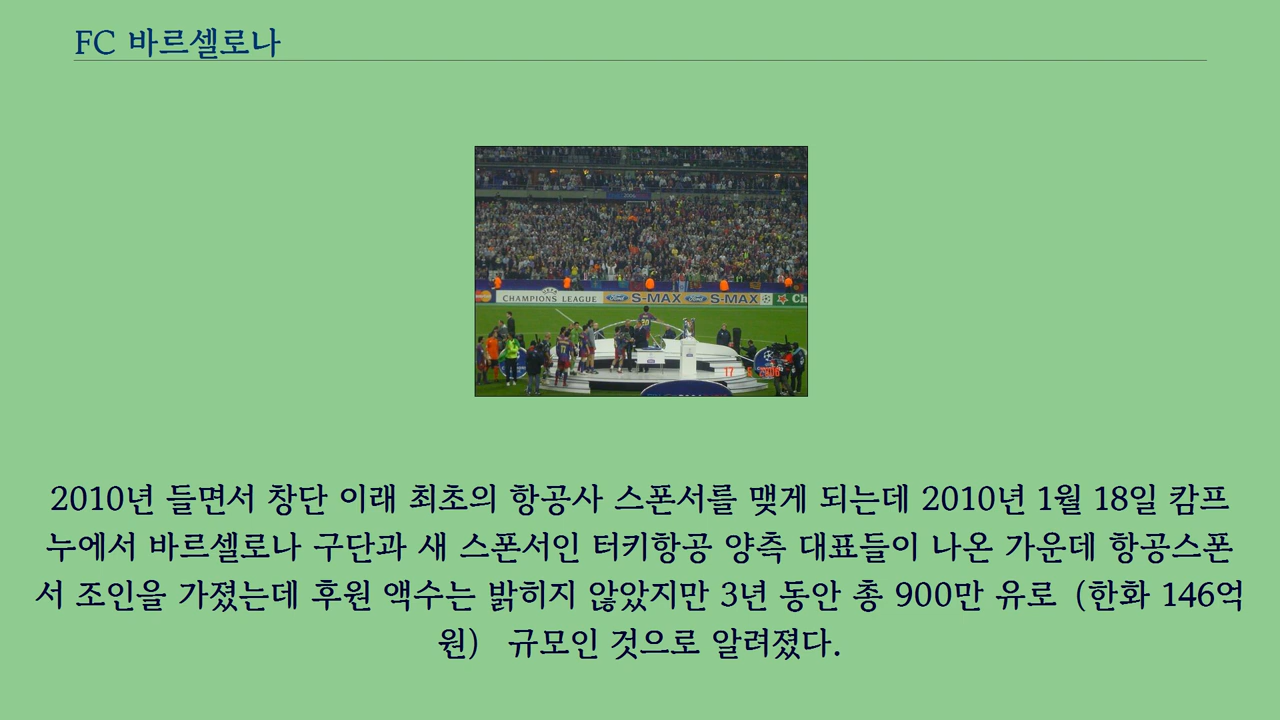 FC 바르셀로나
CHAMPIONS LEAGUE Ford S-MAX Ford S-MAX
17
2010년 들면서 창단 이래 최초의 항공사 스폰서를 맺게 되는데 2010년 1월 18일 캄프
누에서 바르셀로나 구단과 새 스폰서인 터키항공 양측 대표들이 나온 가운데 항공스폰
서 조인을 가졌는데 후원 액수는 밝히지 않았지만 3년 동안 총 900만 유로 (한화 146억
원) 규모인 것으로 알려졌다.